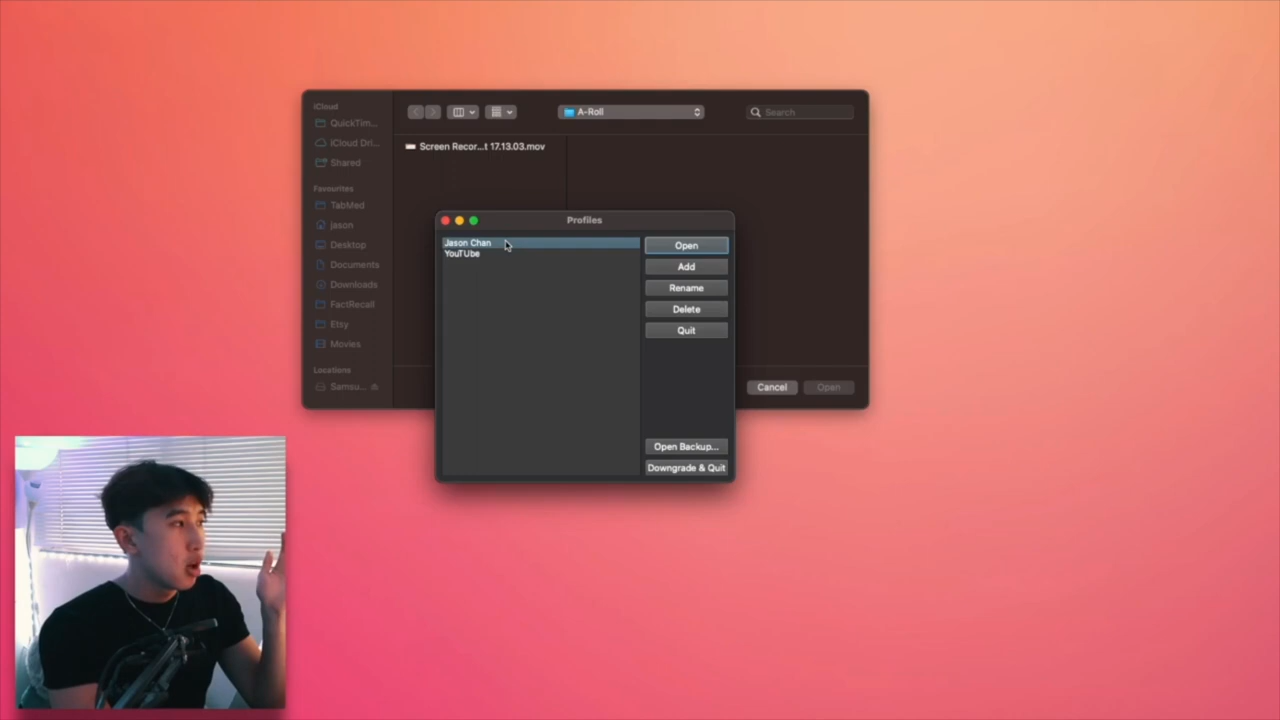 iCloud
QuickTim...
iCloud Dri...
Shared
Favourites
TabMed
jason
Desktop
Documents
Downloads
FactRecall
Etsy
Movies
Locations
Samsu...
A-Roll
Search
Screen Recor...t 17.13.03.mov
Cancel
Open
Profiles
Jason Chan
YouTUbe
Open
Add
Rename
Delete
Quit
Open Backup...
Downgrade & Quit